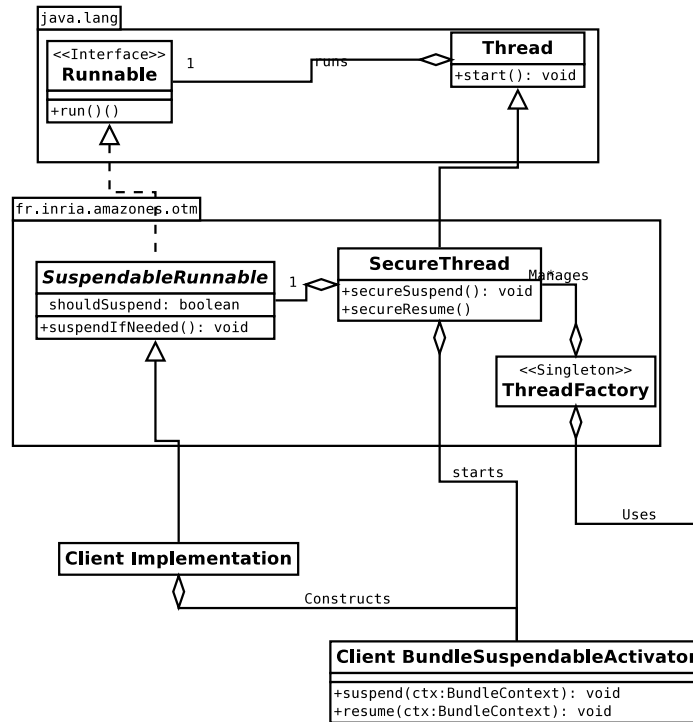 java.lang
<<Interface>>
Runnable
+run()()
1
runs
Thread
+start(): void
fr.inria.amazones.otm
SuspendableRunnable
shouldSuspend: boolean
+suspendIfNeeded(): void
1
SecureThread
+secureSuspend(): void
+secureResume()
*
Manages
<<Singleton>>
ThreadFactory
starts
Uses
Client Implementation
Constructs
Client BundleSuspendableActivator
+suspend(ctx:BundleContext): void
+resume(ctx:BundleContext): void